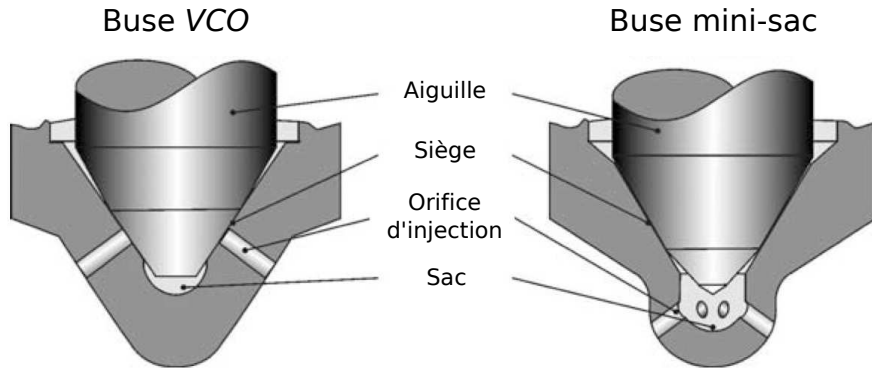 Buse VCO
Buse mini-sac
Aiguille
Siège
Orifice
d'injection
Sac